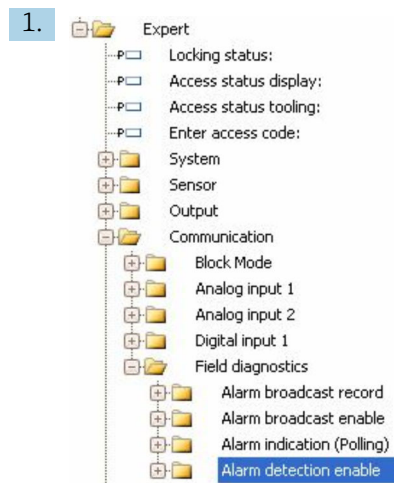 1.
Expert
P Locking status:
P Access status display:
P Access status tooling:
P Enter access code:
System
Sensor
Output
Communication
Block Mode
Analog input 1
Analog input 2
Digital input 1
Field diagnostics
Alarm broadcast record
Alarm broadcast enable
Alarm indication (Polling)
Alarm detection enable